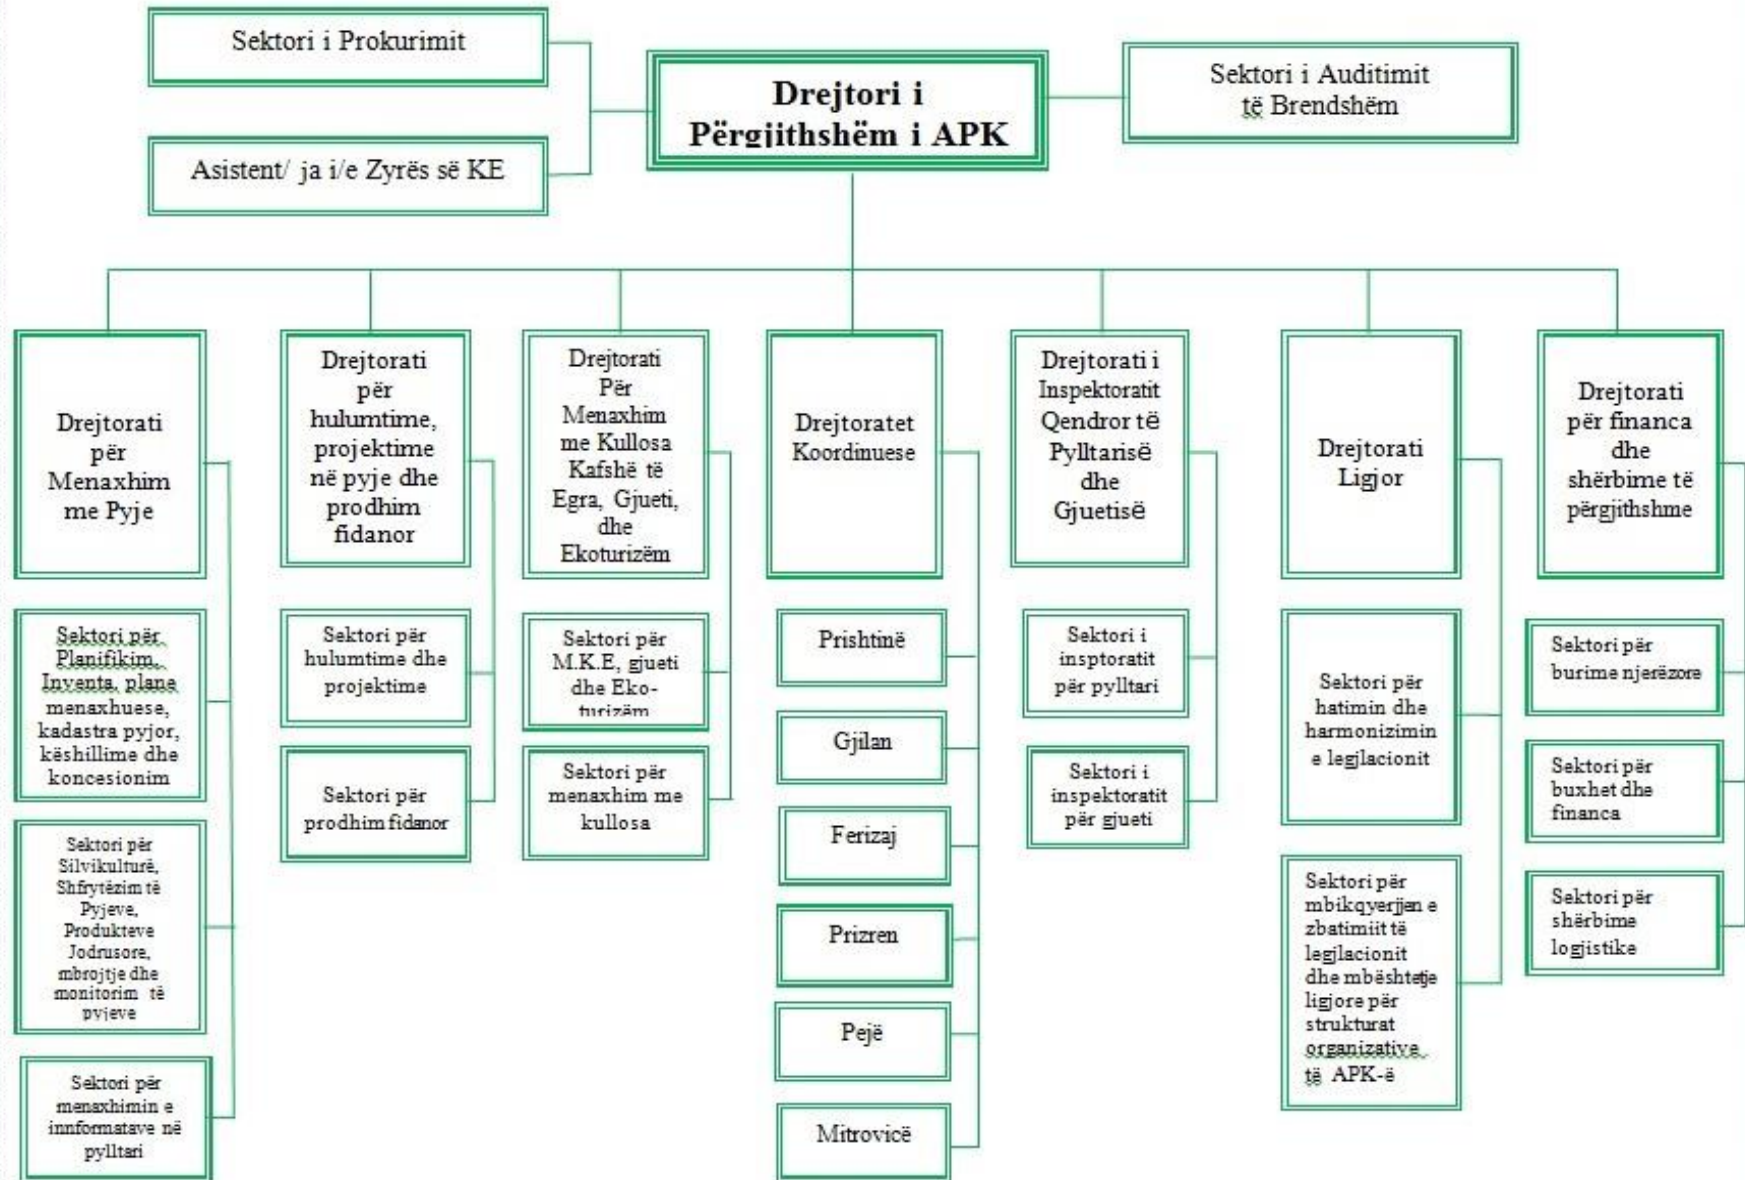 Sektori i Prokurimit
Drejtori i
Përgjithshëm i APK
Sektori i Auditimit
të Brendshëm
Asistent/ ja i/e Zyrës së KE
Drejtorati
për
Menaxhim
me Pyje
Drejtorati
për
hulumtime,
projektime
në pyje dhe
prodhim
fidanor
Drejtorati
Për
Menaxhim
me Kullosa
Kafshë të
Egra, Gjueti,
dhe
Ekoturizëm
Drejtoratet
Koordinuese
Drejtorati i
Inspektoratit
Qendror të
Pylltarisë
dhe
Gjuetisë
Drejtorati
Ligjor
Drejtorati
për financa
dhe
shërbime të
përgjithshme
Sektori për
Planifikim,
Inventa, plane
menaxhuese,
kadastra pyjor,
këshillime dhe
koncesionim
Sektori për
Silvikulturë,
Shfrytëzim të
Pyjeve,
Produkteve
Jodrusore,
mbrojtje dhe
monitorim të
pyjeve
Sektori për
menaxhimin e
innformatave në
pylltari
Sektori për
hulumtime dhe
projektime
Sektori për
prodhim fidanor
Sektori për
M.K.E, gjueti
dhe Eko-
turizëm
Sektori për
menaxhim me
kullosa
Prishtinë
Gjilan
Ferizaj
Prizren
Pejë
Mitrovicë
Sektori i
insptoratit
për pylltari
Sektori i
inspektoratit
për gjueti
Sektori për
hatimin dhe
harmonizimin
e legjlacionit
Sektori për
mbikqyerjjen e
zbatimiit të
legjlacionit
dhe mbështetje
ligjore për
strukturat
organizative
të APK-ë
Sektori për
burime njerëzore
Sektori për
buxhet dhe
financa
Sektori për
shërbime
logjistike